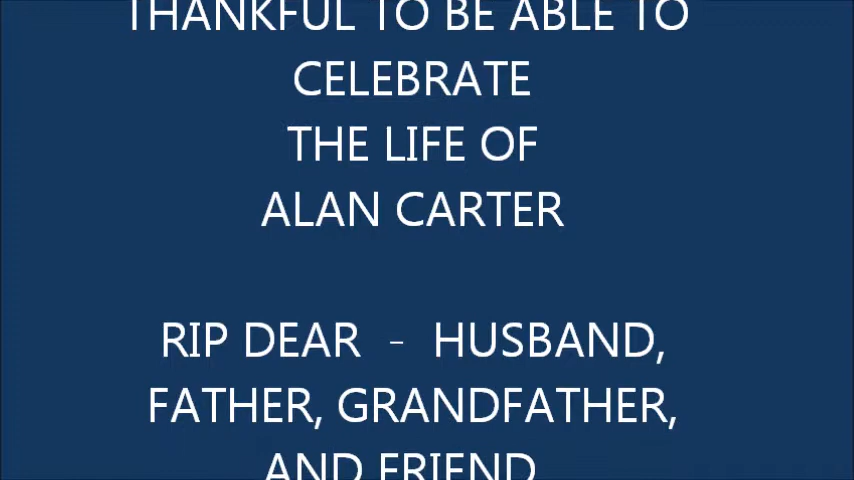 THANKFUL TO BE ABLE TO
CELEBRATE
THE LIFE OF
ALAN CARTER
RIP DEAR - HUSBAND,
FATHER, GRANDFATHER,
AND FRIEND